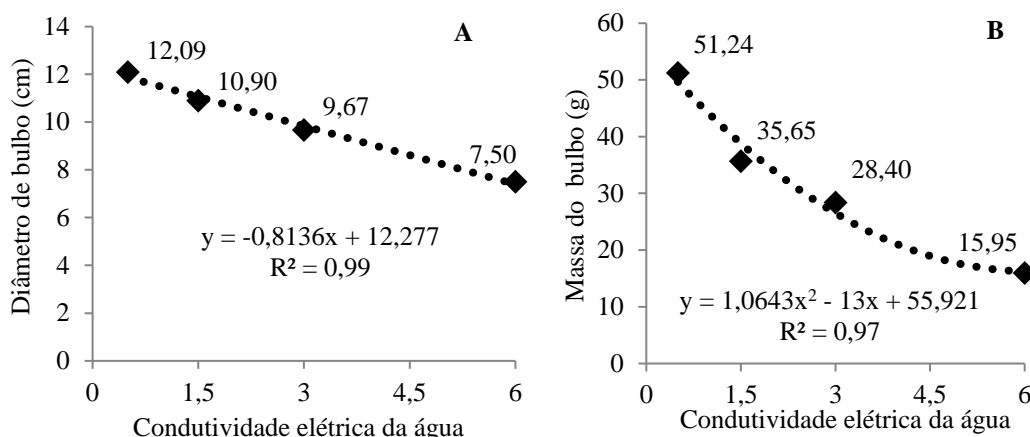 A
Diâmetro de bulbo (cm)
14
12
10
8
6
4
2
0
12,09
10,90
9,67
7,50
y = -0,8136x + 12,277
R² = 0,99
0 1,5 3 4,5 6
Condutividade elétrica da água
B
Massa do bulbo (g)
60
50
40
30
20
10
0
51,24
35,65
28,40
15,95
y = 1,0643x² - 13x + 55,921
R² = 0,97
0 1,5 3 4,5 6
Condutividade elétrica da água